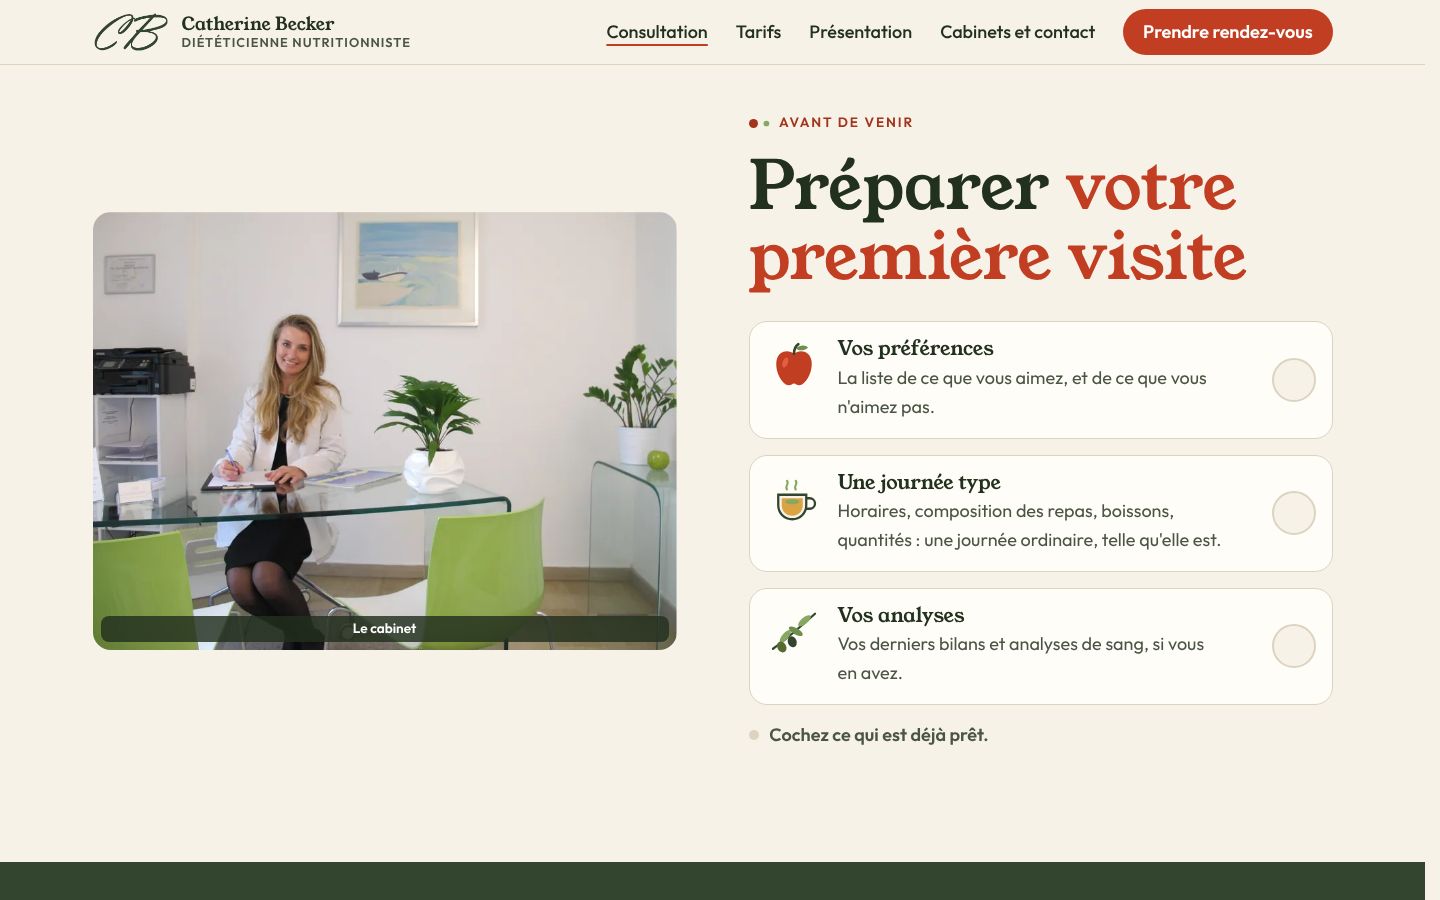 CB
Catherine Becker
DIÉTÉTICIENNE NUTRITIONNISTE
Consultation
Tarifs
Présentation
Cabinets et contact
Prendre rendez-vous
AVANT DE VENIR
Préparer votre
première visite
Vos préférences
La liste de ce que vous aimez, et de ce que vous
n'aimez pas.
Une journée type
Horaires, composition des repas, boissons,
quantités : une journée ordinaire, telle qu'elle est.
Vos analyses
Vos derniers bilans et analyses de sang, si vous
en avez.
Cochez ce qui est déjà prêt.
Le cabinet